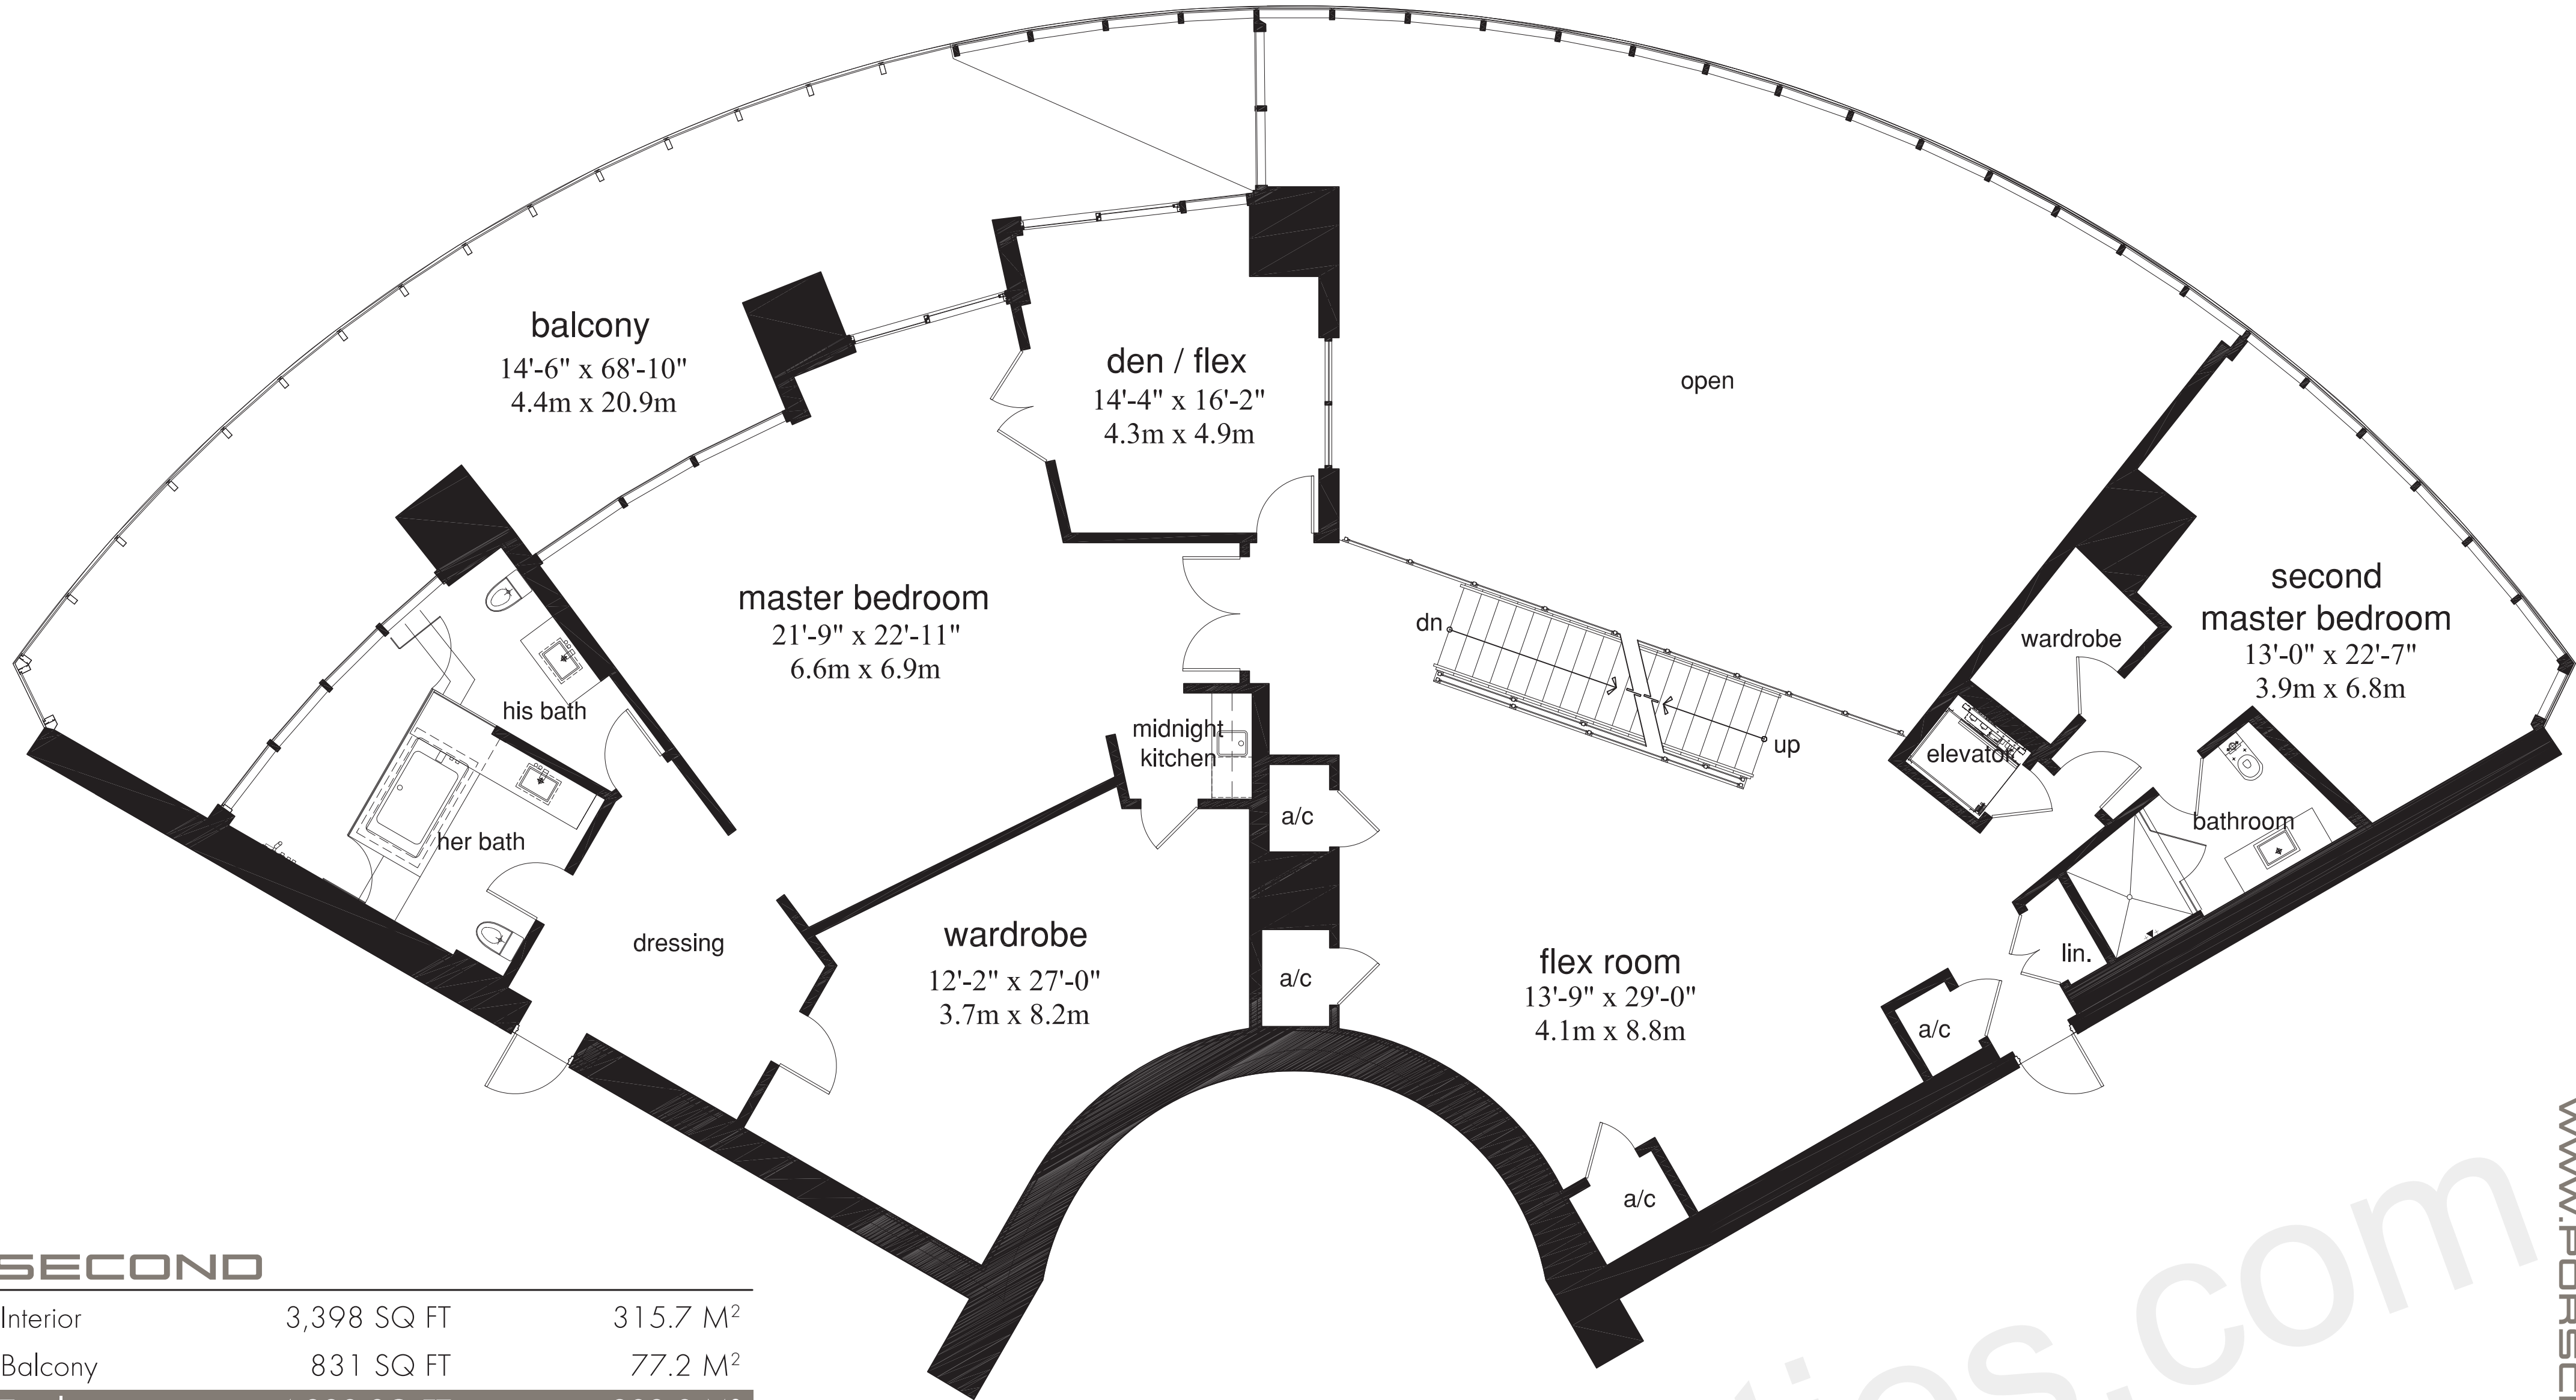 balcony
14'-6" x 68'-10"
4.4m x 20.9m
den / flex
14'-4" x 16'-2"
4.3m x 4.9m
open
master bedroom
21'-9" x 22'-11"
6.6m x 6.9m
dn
up
second
master bedroom
13'-0" x 22'-7"
3.9m x 6.8m
wardrobe
elevator
bathroom
his bath
her bath
midnight
kitchen
a/c
dressing
wardrobe
12'-2" x 27'-0"
3.7m x 8.2m
a/c
flex room
13'-9" x 29'-0"
4.1m x 8.8m
lin.
a/c
a/c
SECOND
Interior 3,398 SQ FT 315.7 M²
Balcony 831 SQ FT 77.2 M²